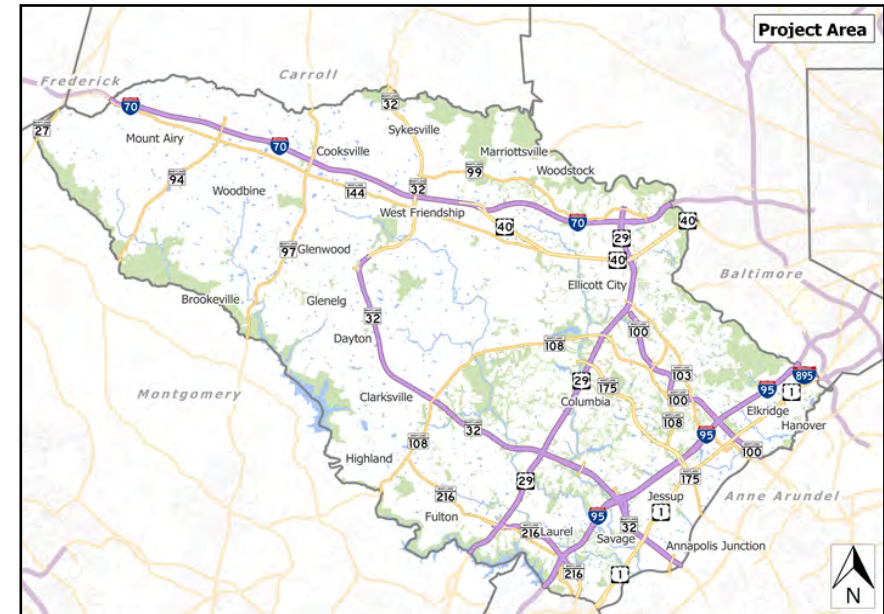 Project Area
Carroll
Frederick
70
32
27
Sykesville
Mount Airy
70
Cooksville
Marriottsville
99
Woodstock
94
Woodbine
144
32
West Friendship
40
70
40
29
97
Glenwood
40
Baltimore
Ellicott City
Brookeville
Glenelg
32
100
Dayton
108
103
895
29
175
95
1
Montgomery
Clarksville
Columbia
100
Elkridge
32
108
95
Hanover
108
100
Highland
175
29
216
Jessup
Anne Arundel
Fulton
95
1
32
216
Laurel
Savage
Annapolis Junction
216
1
N